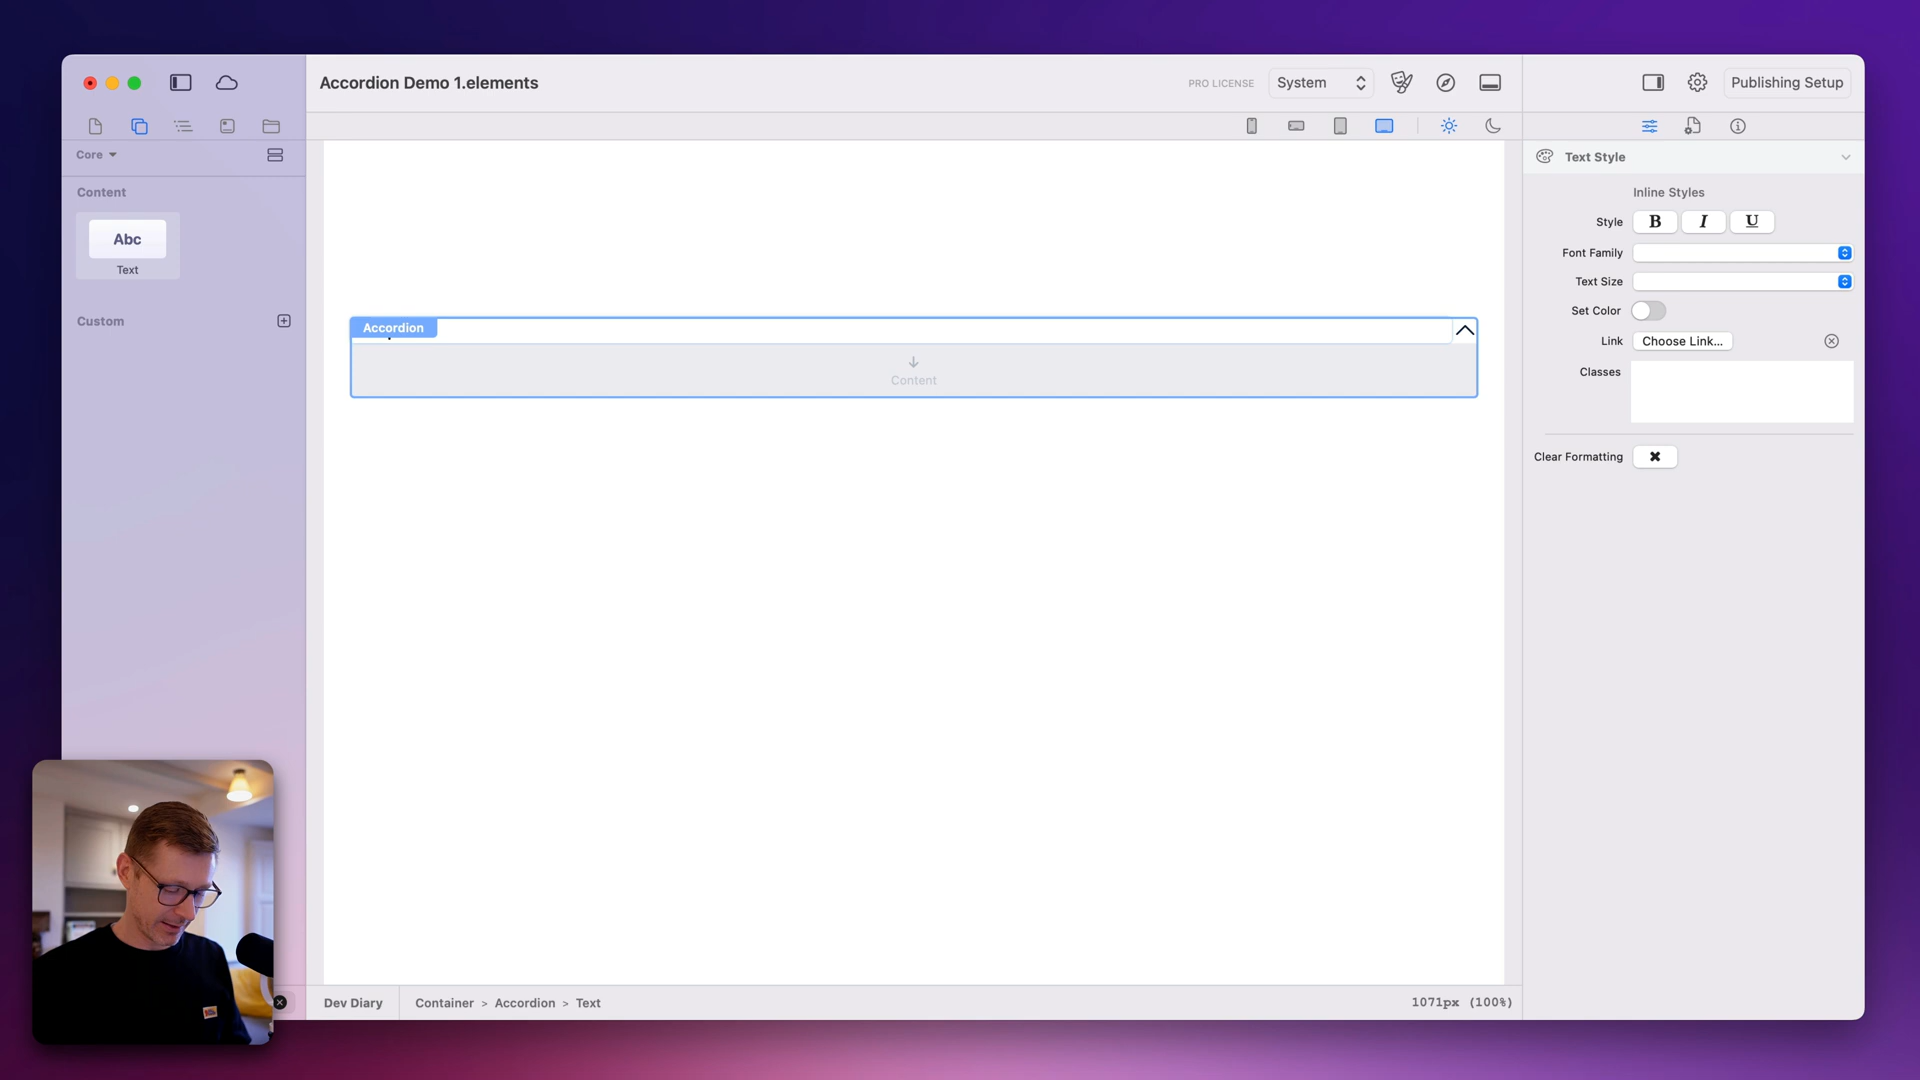 Accordion Demo 1.elements
PRO LICENSE
System
Publishing Setup
Core
Content
Abc
Text
Custom
Accordion
Content
Text Style
Inline Styles
Style B I U
Font Family
Text Size
Set Color
Link Choose Link...
Classes
Clear Formatting
Dev Diary
Container > Accordion > Text
1071px (100%)